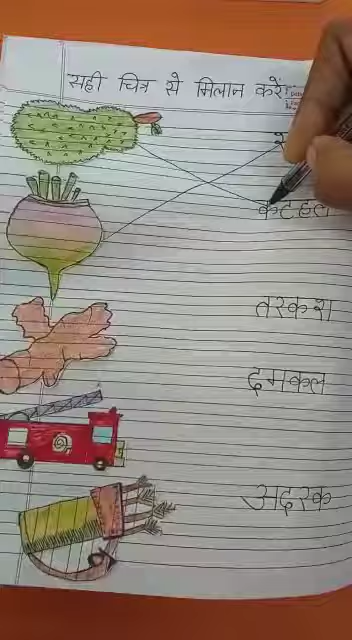 सही चित्र से मिलान करें
कटहल
तरकश
दमकल
अदरक